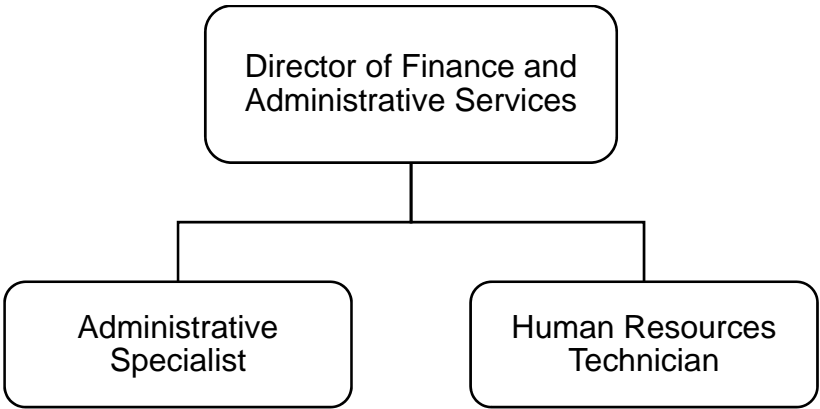 Director of Finance and
Administrative Services
Administrative
Specialist
Human Resources
Technician